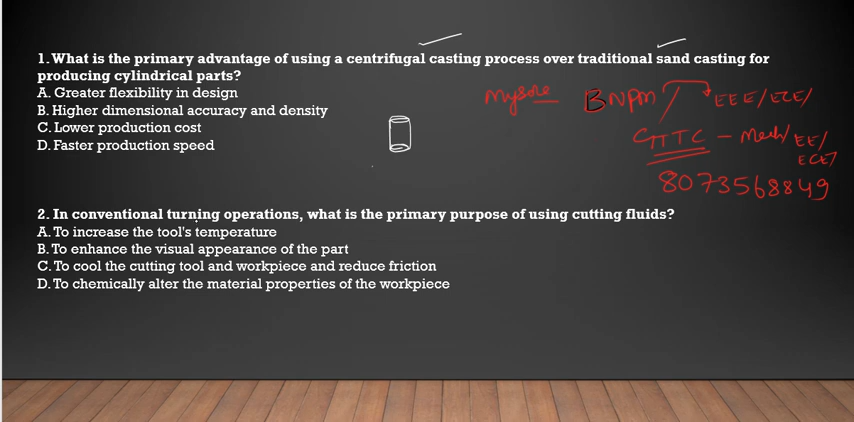 1. What is the primary advantage of using a centrifugal casting process over traditional sand casting for
producing cylindrical parts?
A. Greater flexibility in design
B. Higher dimensional accuracy and density
C. Lower production cost
D. Faster production speed
Mysore BNPM / EEE/ECE/
CTTC - Mech/ EE/
ECE7
8073568849
2. In conventional turning operations, what is the primary purpose of using cutting fluids?
A. To increase the tool's temperature
B. To enhance the visual appearance of the part
C. To cool the cutting tool and workpiece and reduce friction
D. To chemically alter the material properties of the workpiece